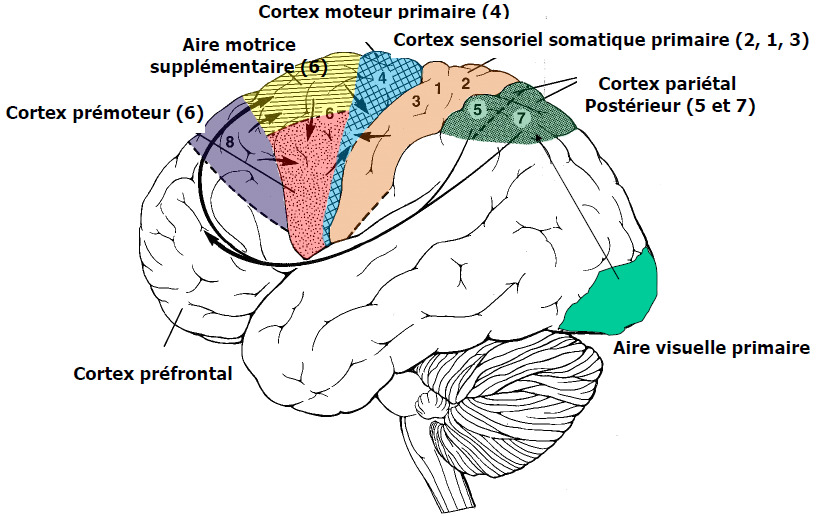 Cortex moteur primaire (4)
Aire motrice
supplémentaire (6)
Cortex sensoriel somatique primaire (2, 1, 3)
Cortex prémoteur (6)
Cortex pariétal
Postérieur (5 et 7)
4
1
2
3
6
5
7
8
Aire visuelle primaire
Cortex préfrontal